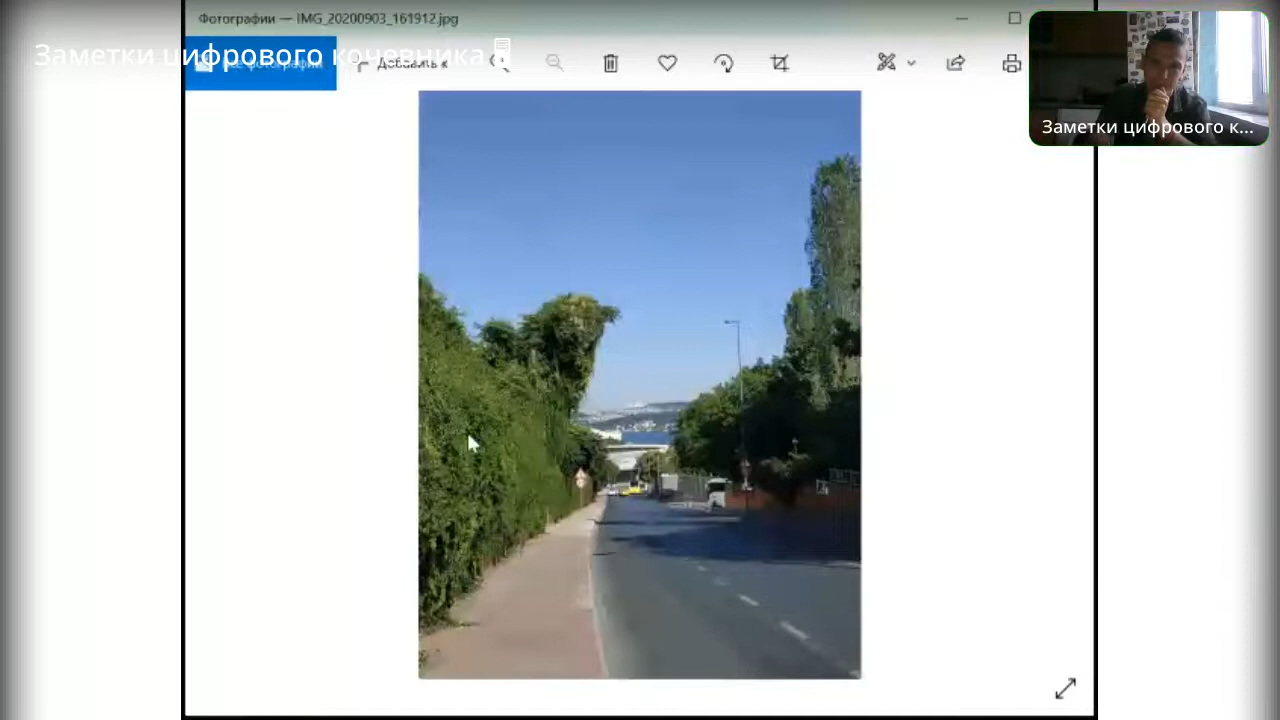 Фотографии — IMG_20200903_161912.jpg
Заметки цифрового кочевника
Добавить к
Заметки цифрового к...